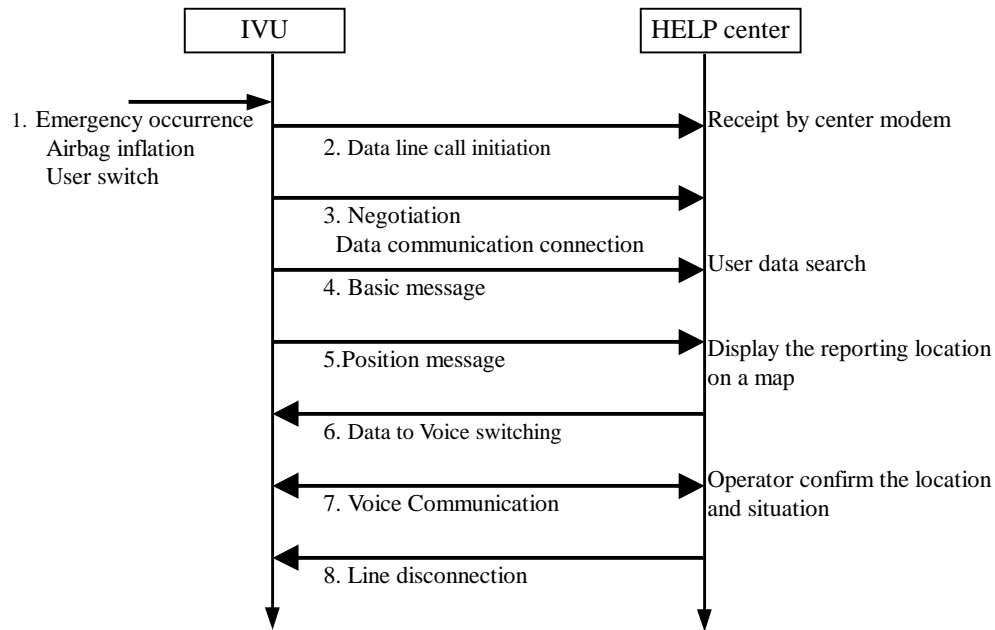 IVU
HELP center
1. Emergency occurrence
Airbag inflation
User switch
Receipt by center modem
2. Data line call initiation
3. Negotiation
Data communication connection
User data search
4. Basic message
5.Position message
Display the reporting location
on a map
6. Data to Voice switching
7. Voice Communication
Operator confirm the location
and situation
8. Line disconnection